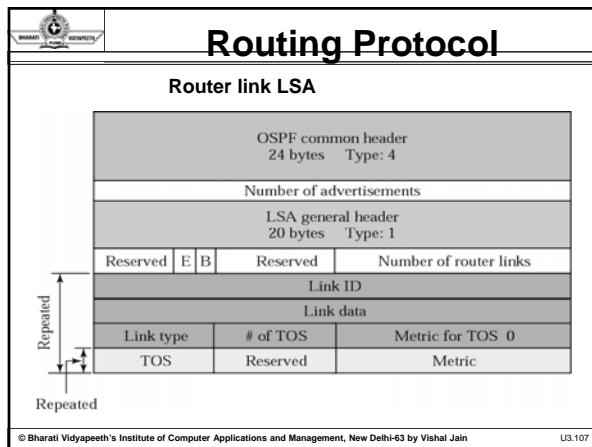 BHARATI
VIDYAPEETH
PUNE
Routing Protocol
Router link LSA
OSPF common header
24 bytes Type: 4
Number of advertisements
LSA general header
20 bytes Type: 1
Reserved E B Reserved Number of router links
Link ID
Link data
Link type # of TOS Metric for TOS 0
TOS Reserved Metric
Repeated
Repeated
© Bharati Vidyapeeth's Institute of Computer Applications and Management, New Delhi-63 by Vishal Jain U3.107